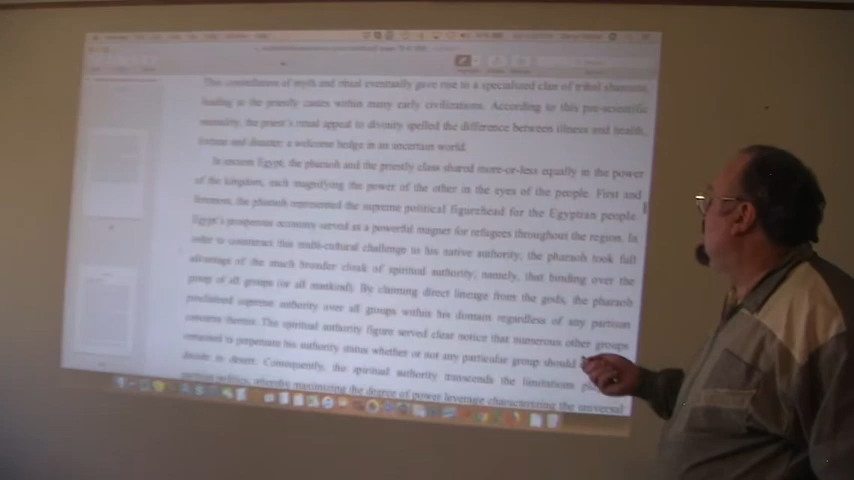 This constellation of myth and ritual eventually gave rise to a specialized class of tribal shamans,
leading to the priestly castes within many early civilizations. According to this pre-scientific
mentality, the priest's ritual appeal to divinity spelled the difference between illness and health,
fortune and disaster: a welcome hedge in an uncertain world.
In ancient Egypt, the pharaoh and the priestly class shared more-or-less equally in the power
of the kingdom, each magnifying the power of the other in the eyes of the people. First and
foremost, the pharaoh represented the supreme political figurehead for the Egyptian people.
Egypt's prosperous economy served as a powerful magnet for refugees throughout the region. In
order to counteract this multi-cultural challenge to his native authority, the pharaoh took full
advantage of the much broader cloak of spiritual authority; namely, that binding over the
group of all groups (or all mankind). By claiming direct lineage from the gods, the pharaoh
proclaimed supreme authority over all groups within his domain regardless of any partisan
concerns therein. The spiritual authority figure served clear notice that numerous other groups
remained to perpetuate his authority status whether or not any particular group should
decide to desert. Consequently, the spiritual authority transcends the limitations
partisan politics, whereby maximizing the degree of power leverage characterizing the universal